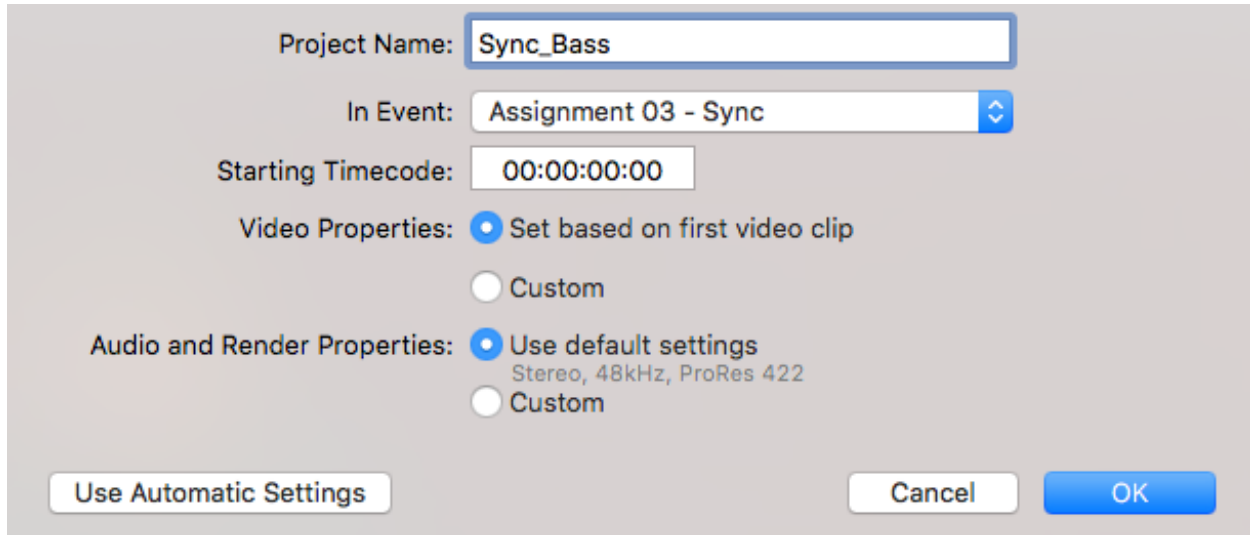 Project Name: Sync_Bass
In Event: Assignment 03 - Sync
Starting Timecode: 00:00:00:00
Video Properties: Set based on first video clip
Custom
Audio and Render Properties: Use default settings
Stereo, 48kHz, ProRes 422
Custom
Use Automatic Settings Cancel OK